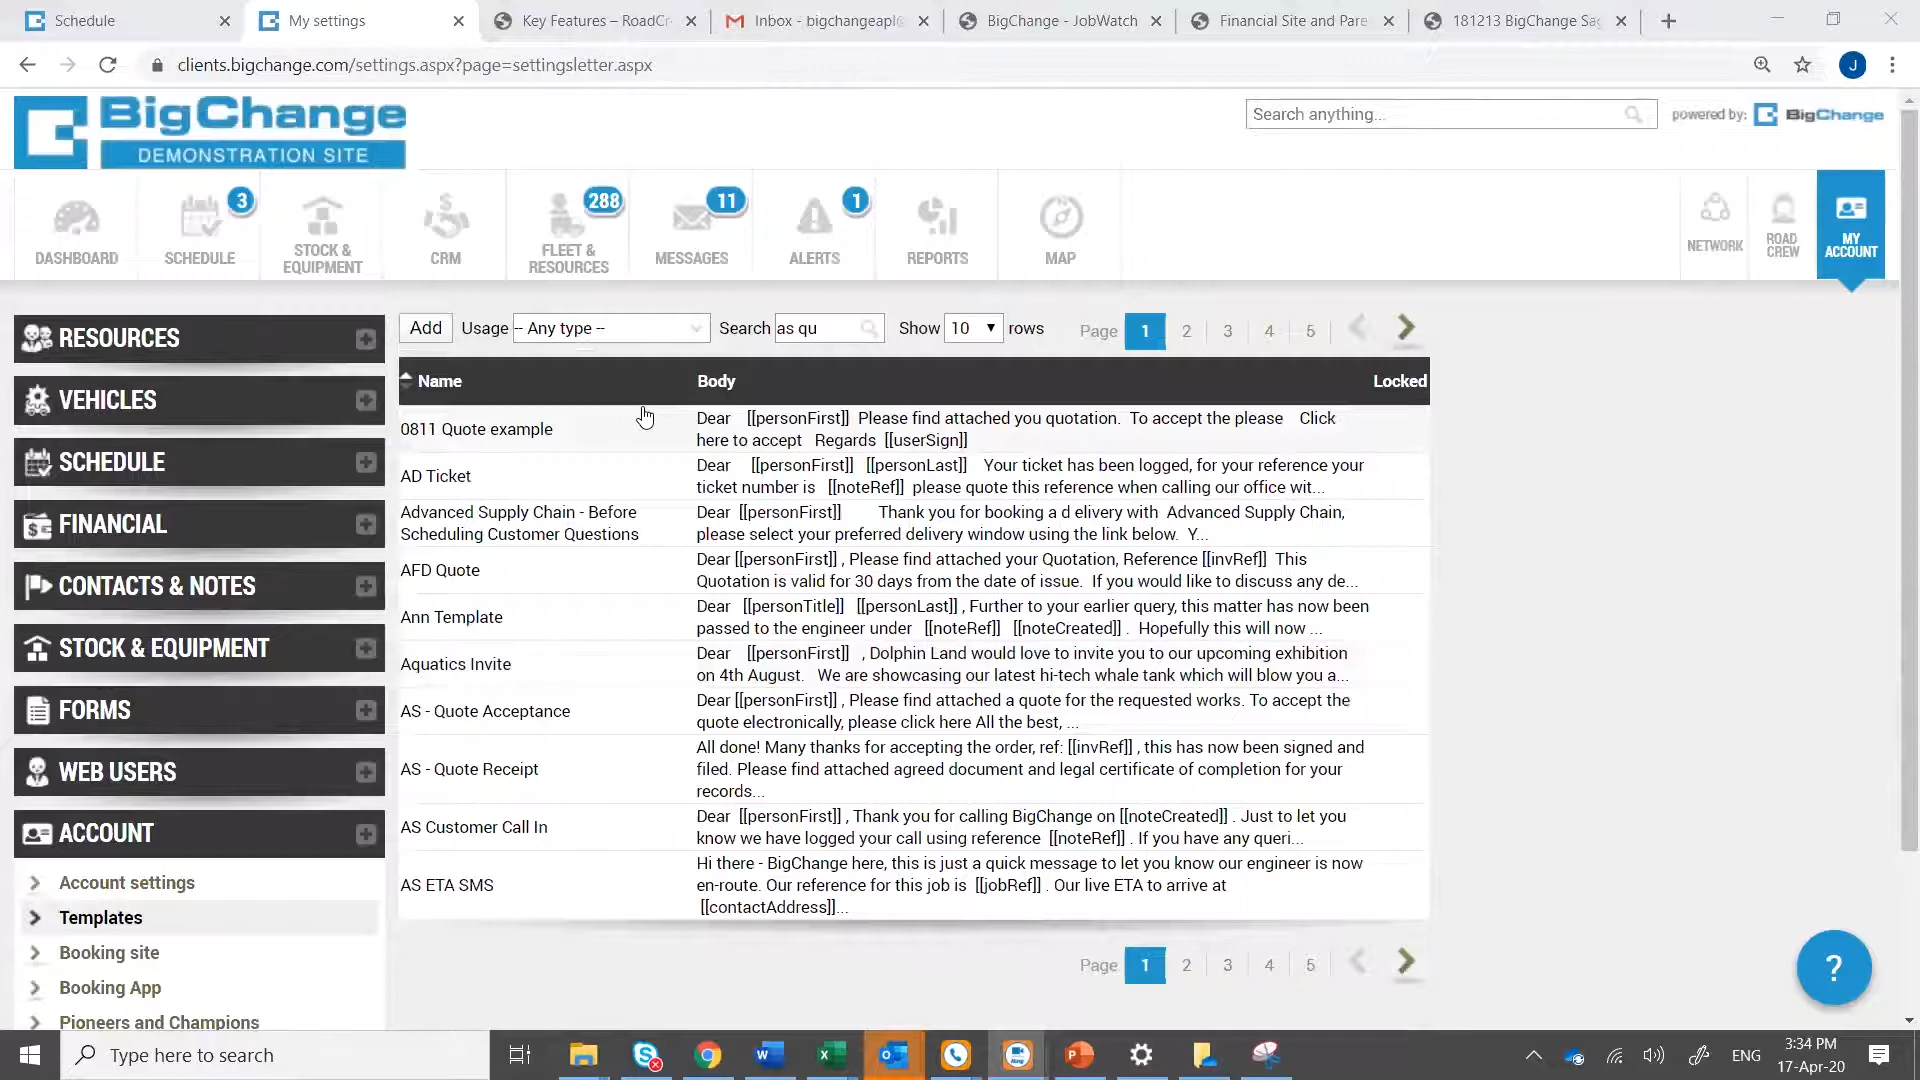 Schedule
My settings
Key Features – RoadCr
Inbox - bigchangeapl
BigChange - JobWatch
Financial Site and Pare
181213 BigChange Sag
clients.bigchange.com/settings.aspx?page=settingsletter.aspx
J
BigChange
DEMONSTRATION SITE
Search anything...
powered by:
BigChange
DASHBOARD
3
SCHEDULE
STOCK &
EQUIPMENT
CRM
288
FLEET &
RESOURCES
11
MESSAGES
1
ALERTS
REPORTS
MAP
NETWORK
ROAD
CREW
MY
ACCOUNT
RESOURCES
VEHICLES
SCHEDULE
FINANCIAL
CONTACTS & NOTES
STOCK & EQUIPMENT
FORMS
WEB USERS
ACCOUNT
Account settings
Templates
Booking site
Booking App
Pioneers and Champions
Add
Usage
-- Any type --
Search
as qu
Show
10
rows
Page
1
2
3
4
5
Name
Body
Locked
0811 Quote example
Dear [[personFirst]] Please find attached you quotation. To accept the please Click
here to accept Regards [[userSign]]
AD Ticket
Dear [[personFirst]] [[personLast]] Your ticket has been logged, for your reference your
ticket number is [[noteRef]] please quote this reference when calling our office wit...
Advanced Supply Chain - Before
Scheduling Customer Questions
Dear [[personFirst]] Thank you for booking a d elivery with Advanced Supply Chain,
please select your preferred delivery window using the link below. Y...
AFD Quote
Dear [[personFirst]] , Please find attached your Quotation, Reference [[invRef]] This
Quotation is valid for 30 days from the date of issue. If you would like to discuss any de...
Ann Template
Dear [[personTitle]] [[personLast]] , Further to your earlier query, this matter has now been
passed to the engineer under [[noteRef]] [[noteCreated]] . Hopefully this will now ...
Aquatics Invite
Dear [[personFirst]] , Dolphin Land would love to invite you to our upcoming exhibition
on 4th August. We are showcasing our latest hi-tech whale tank which will blow you a...
AS - Quote Acceptance
Dear [[personFirst]] , Please find attached a quote for the requested works. To accept the
quote electronically, please click here All the best, ...
AS - Quote Receipt
All done! Many thanks for accepting the order, ref: [[invRef]] , this has now been signed and
filed. Please find attached agreed document and legal certificate of completion for your
records...
AS Customer Call In
Dear [[personFirst]] , Thank you for calling BigChange on [[noteCreated]] . Just to let you
know we have logged your call using reference [[noteRef]] . If you have any queri...
AS ETA SMS
Hi there - BigChange here, this is just a quick message to let you know our engineer is now
en-route. Our reference for this job is [[jobRef]] . Our live ETA to arrive at
[[contactAddress]]...
Page
1
2
3
4
5
?
Type here to search
ENG
3:34 PM
17-Apr-20